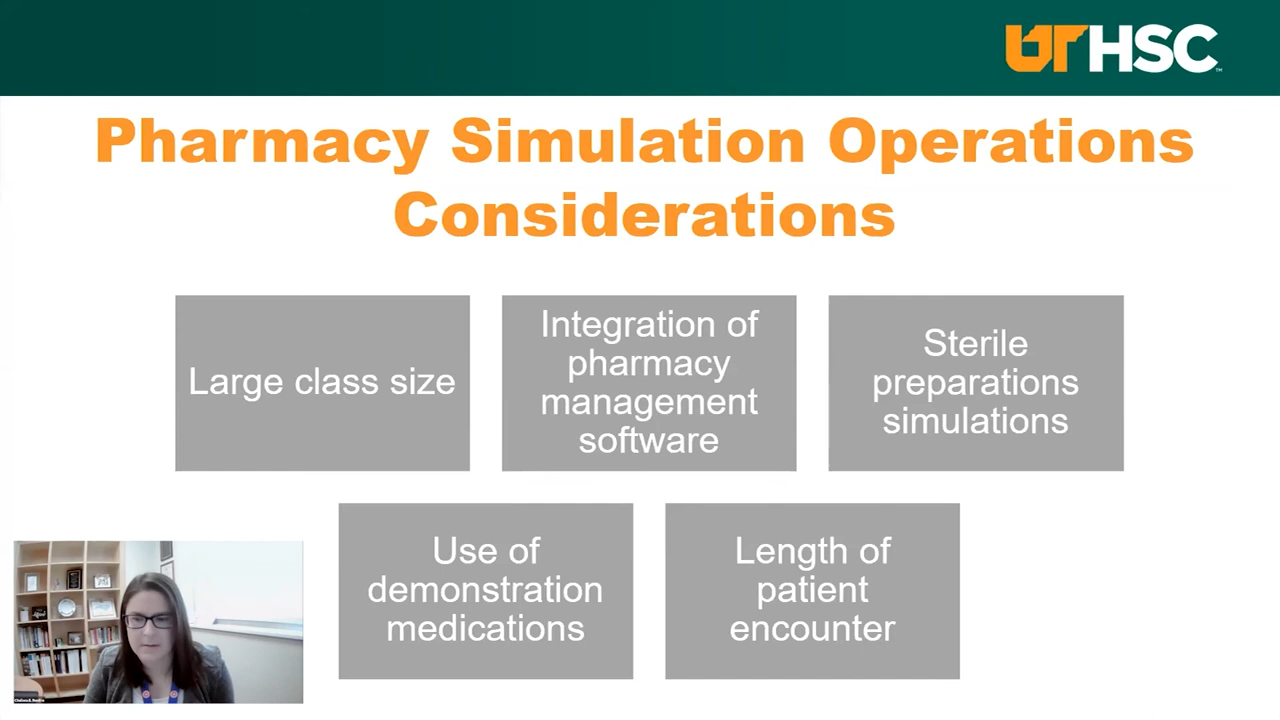 UTHSC
Pharmacy Simulation Operations
Considerations
Large class size
Integration of
pharmacy
management
software
Sterile
preparations
simulations
Use of
demonstration
medications
Length of
patient
encounter